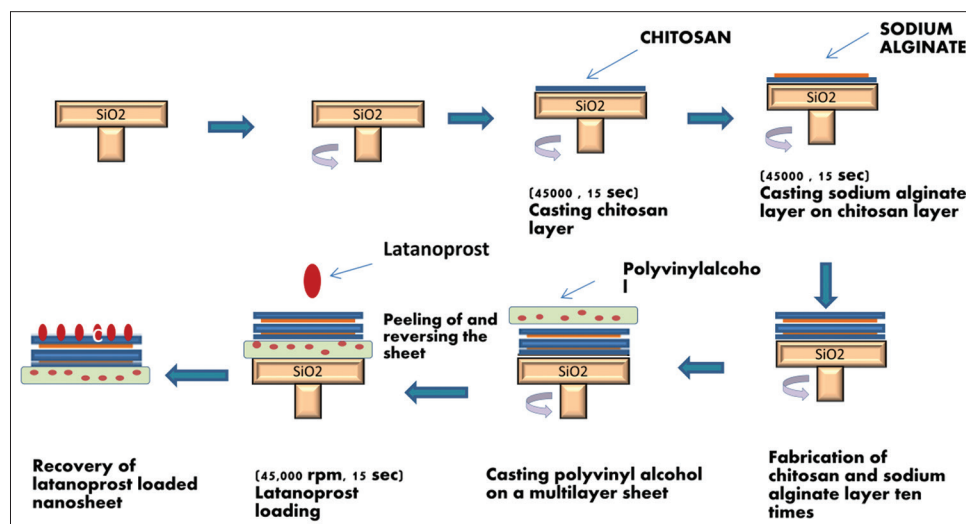 CHITOSAN
SODIUM
ALGINATE
SiO2
SiO2
SiO2
SiO2
(45000 , 15 sec)
Casting chitosan
layer
(45000 , 15 sec)
Casting sodium alginate
layer on chitosan layer
Latanoprost
Peeling of and
reversing the
sheet
Polyvinylalcoho
l
SiO2
SiO2
SiO2
Recovery of
latanoprost loaded
nanosheet
(45,000 rpm, 15 sec)
Latanoprost
loading
Casting polyvinyl alcohol
on a multilayer sheet
Fabrication of
chitosan and sodium
alginate layer ten
times